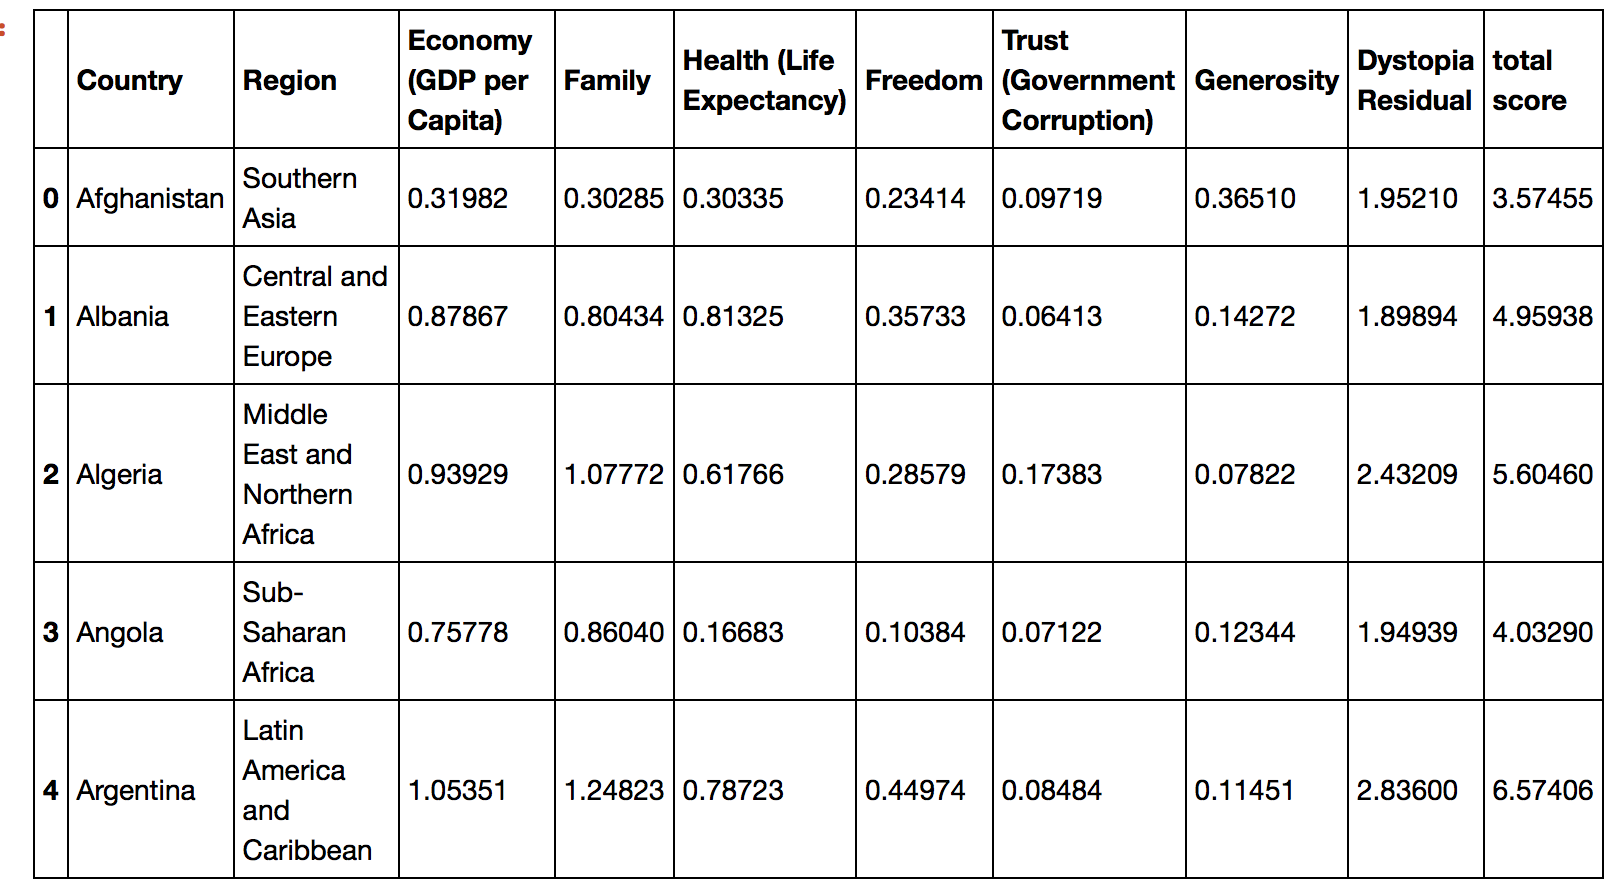 Country Region Economy (GDP per Capita) Family Health (Life Expectancy) Freedom Trust (Government Corruption) Generosity Dystopia Residual total score
0 Afghanistan Southern Asia 0.31982 0.30285 0.30335 0.23414 0.09719 0.36510 1.95210 3.57455
1 Albania Central and Eastern Europe 0.87867 0.80434 0.81325 0.35733 0.06413 0.14272 1.89894 4.95938
2 Algeria Middle East and Northern Africa 0.93929 1.07772 0.61766 0.28579 0.17383 0.07822 2.43209 5.60460
3 Angola Sub-Saharan Africa 0.75778 0.86040 0.16683 0.10384 0.07122 0.12344 1.94939 4.03290
4 Argentina Latin America and Caribbean 1.05351 1.24823 0.78723 0.44974 0.08484 0.11451 2.83600 6.57406